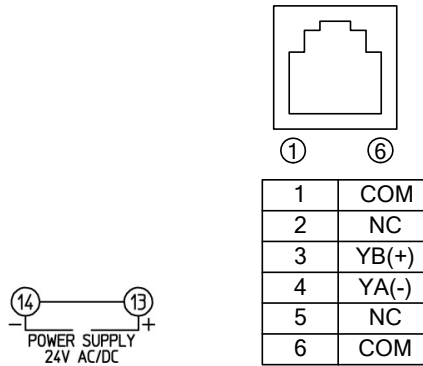 ① ⑥
1 COM
2 NC
3 YB(+)
4 YA(-)
5 NC
6 COM
⑭ ⑬
- +
POWER SUPPLY
24V AC/DC